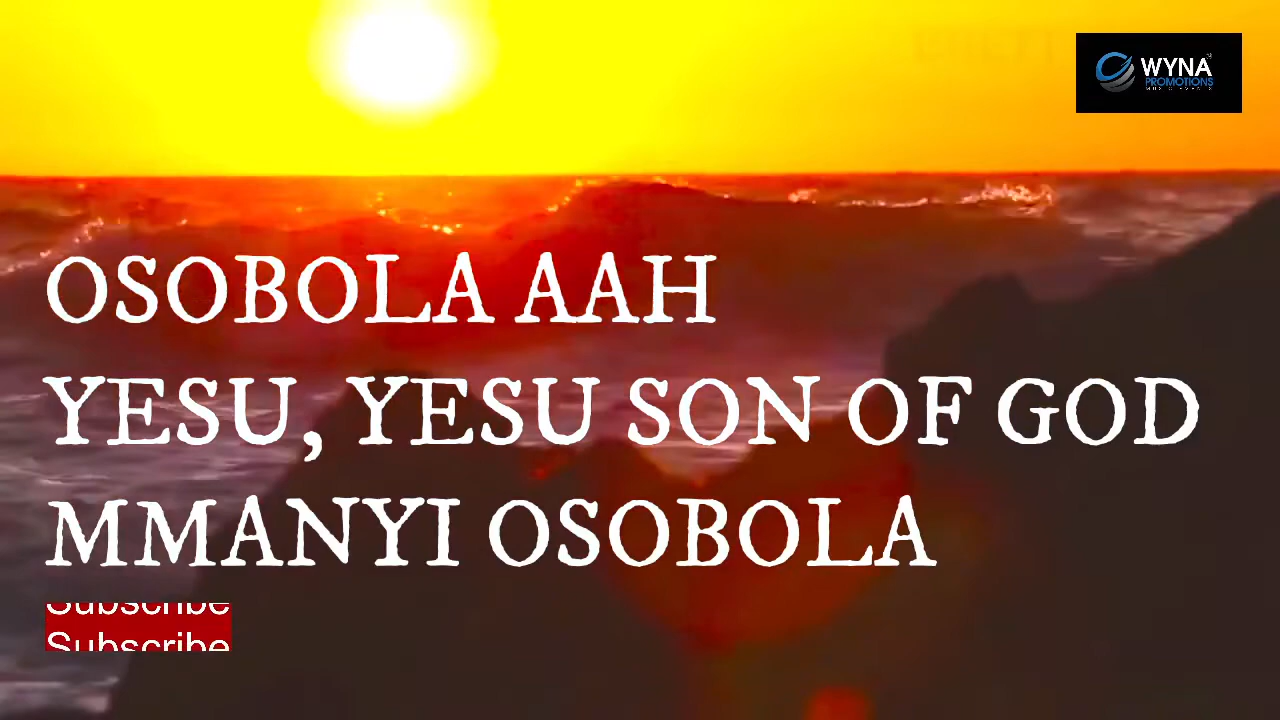 WYNA
PROMOTIONS
OSOBOLA AAH
YESU, YESU SON OF GOD
MMANYI OSOBOLA
Subscribe
Subscribe